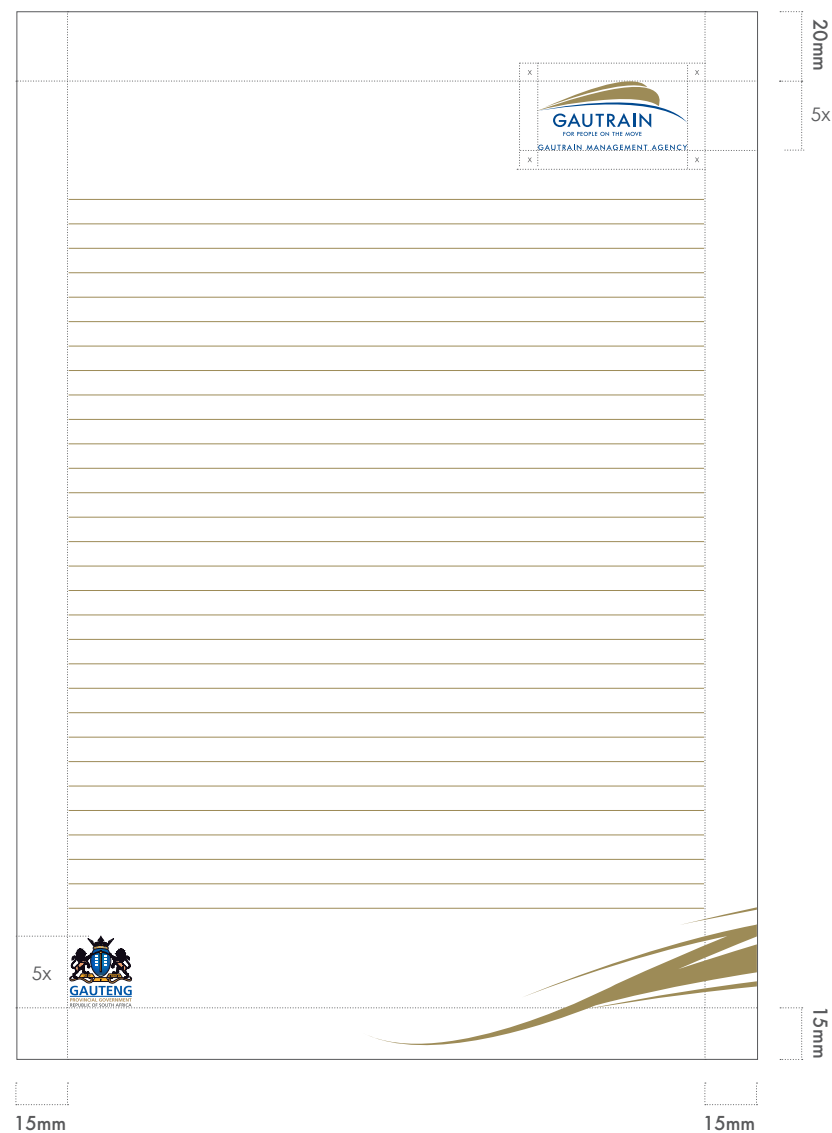 20mm
x x
5x
GAUTRAIN
FOR PEOPLE ON THE MOVE
GAUTRAIN MANAGEMENT AGENCY
x x
5x
GAUTENG
PROVINCIAL GOVERNMENT
REPUBLIC OF SOUTH AFRICA
15mm
15mm 15mm